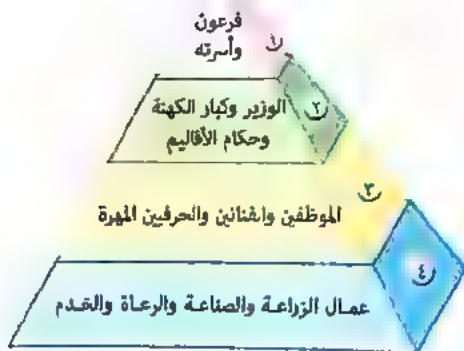 فرعون
وأسرته
١
الوزير وكبار الكهنة
وحكام الأقاليم
٢
٣
الموظفين والفنانين والحرفيين المهرة
٤
عمال الزراعة والصناعة والرعاة والخدم